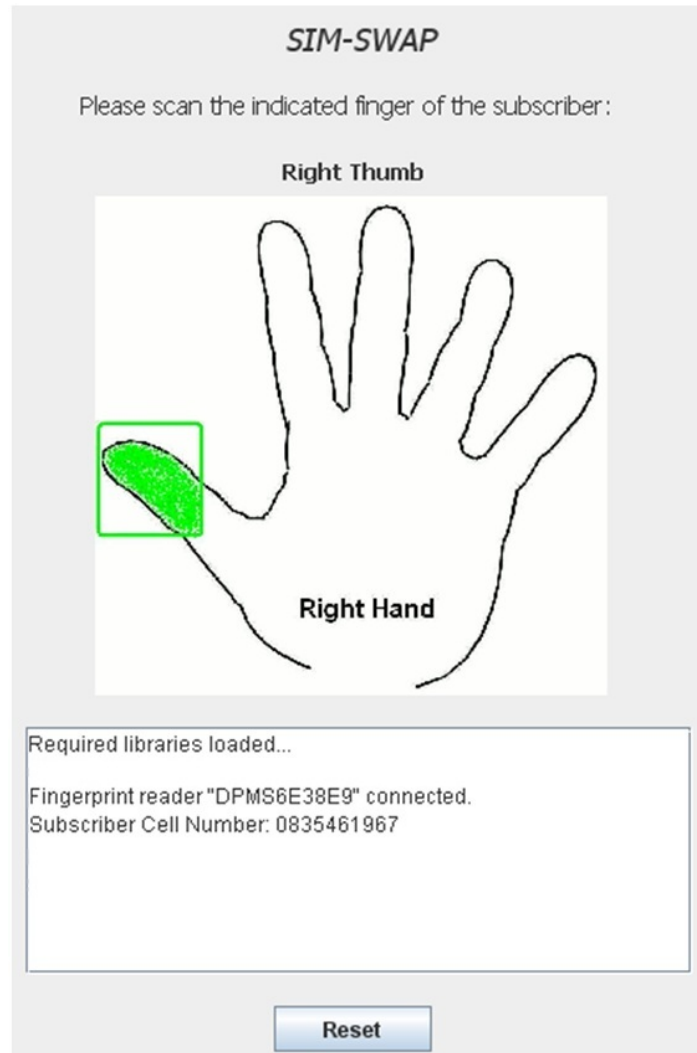 SIM-SWAP
Please scan the indicated finger of the subscriber:
Right Thumb
Right Hand
Required libraries loaded...
Fingerprint reader "DPMS6E38E9" connected.
Subscriber Cell Number: 0835461967
Reset